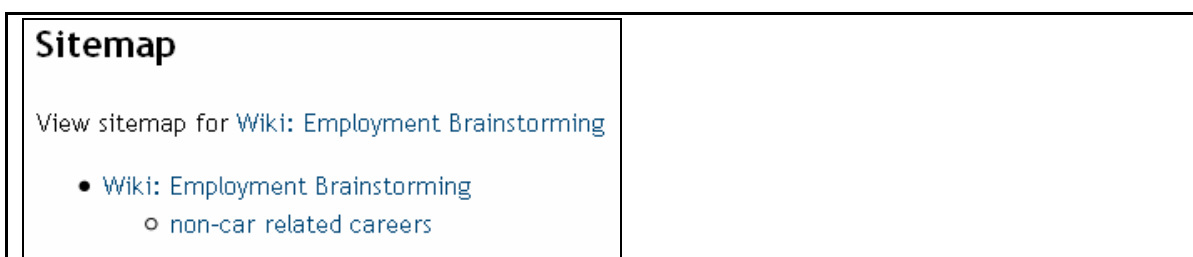 Sitemap
View sitemap for Wiki: Employment Brainstorming
Wiki: Employment Brainstorming
non-car related careers